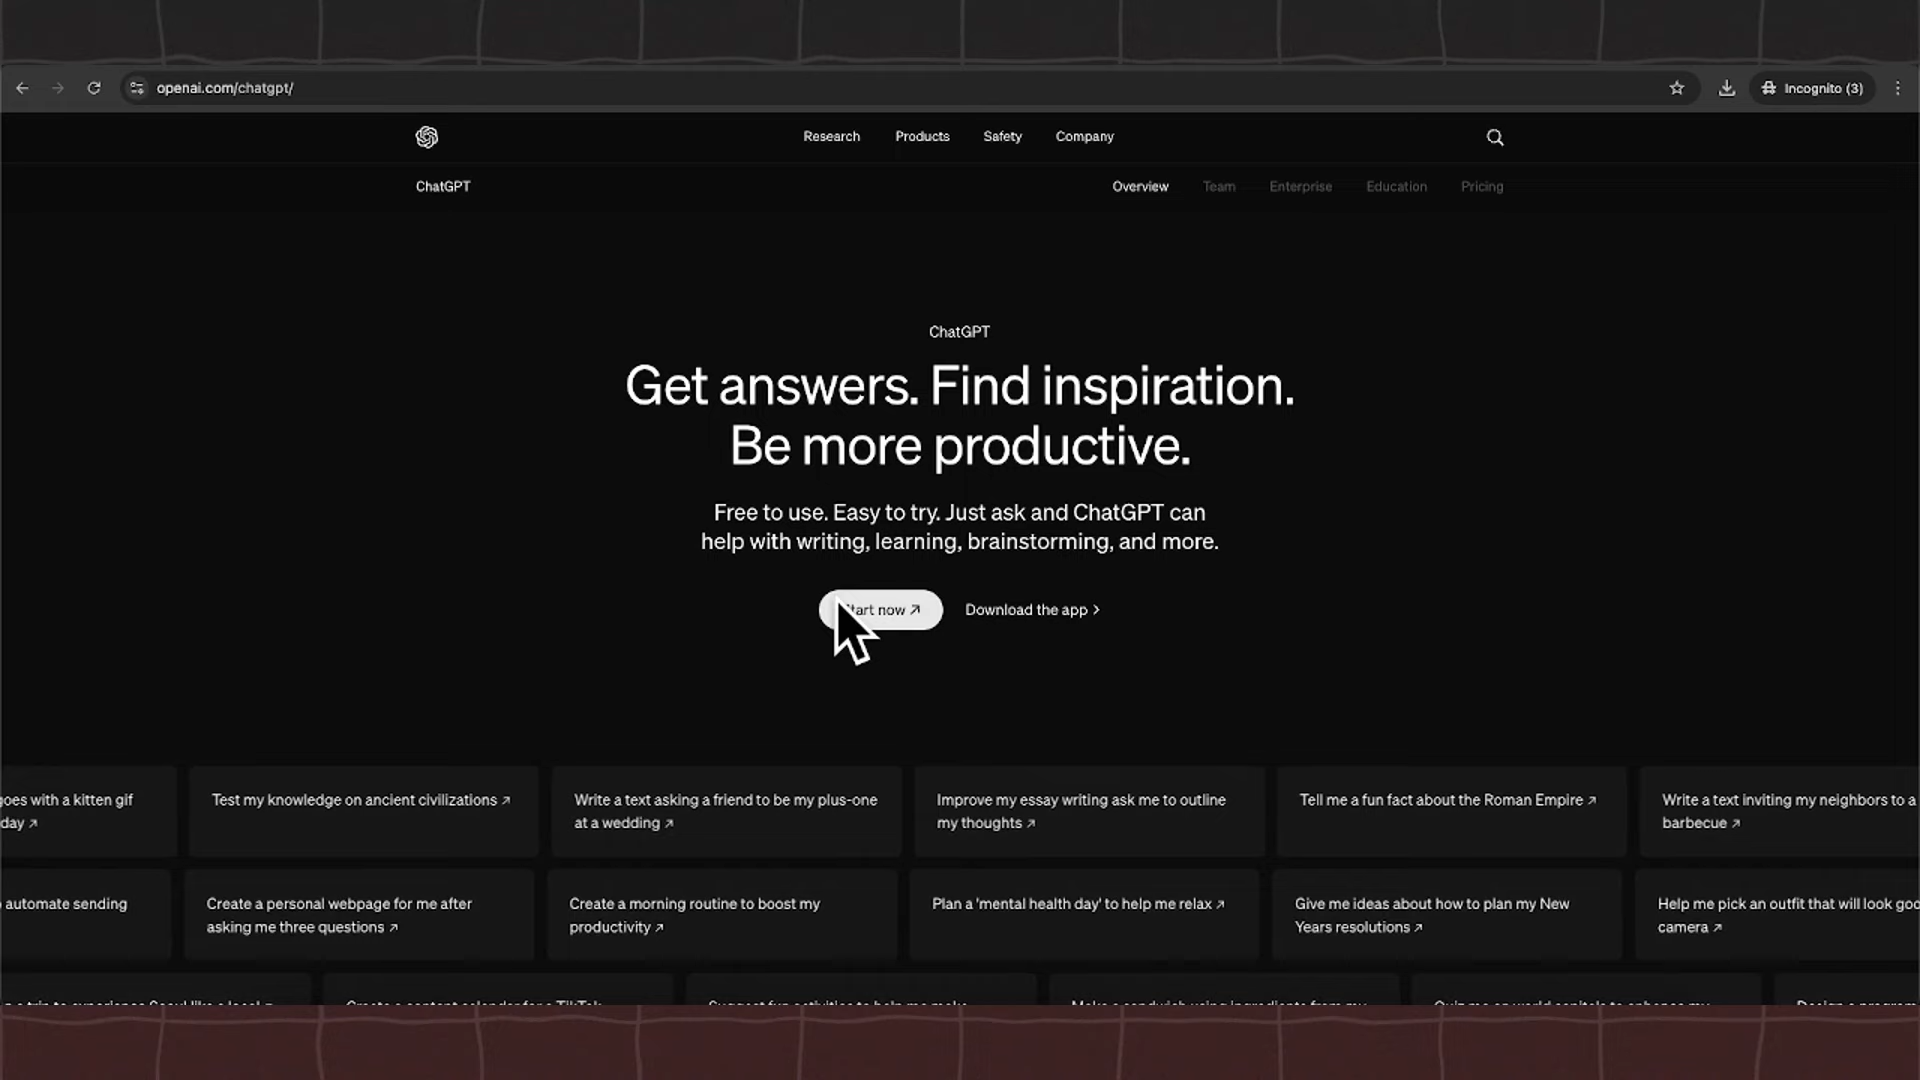 openai.com/chatgpt/
Incognito (3)
Research Products Safety Company
ChatGPT
Overview Team Enterprise Education Pricing
ChatGPT
Get answers. Find inspiration.
Be more productive.
Free to use. Easy to try. Just ask and ChatGPT can
help with writing, learning, brainstorming, and more.
now ↗ Download the app >
goes with a kitten gif
day ↗
Test my knowledge on ancient civilizations ↗
Write a text asking a friend to be my plus-one
at a wedding ↗
Improve my essay writing ask me to outline
my thoughts ↗
Tell me a fun fact about the Roman Empire ↗
Write a text inviting my neighbors to a
barbecue ↗
automate sending
Create a personal webpage for me after
asking me three questions ↗
Create a morning routine to boost my
productivity ↗
Plan a 'mental health day' to help me relax ↗
Give me ideas about how to plan my New
Years resolutions ↗
Help me pick an outfit that will look
camera ↗